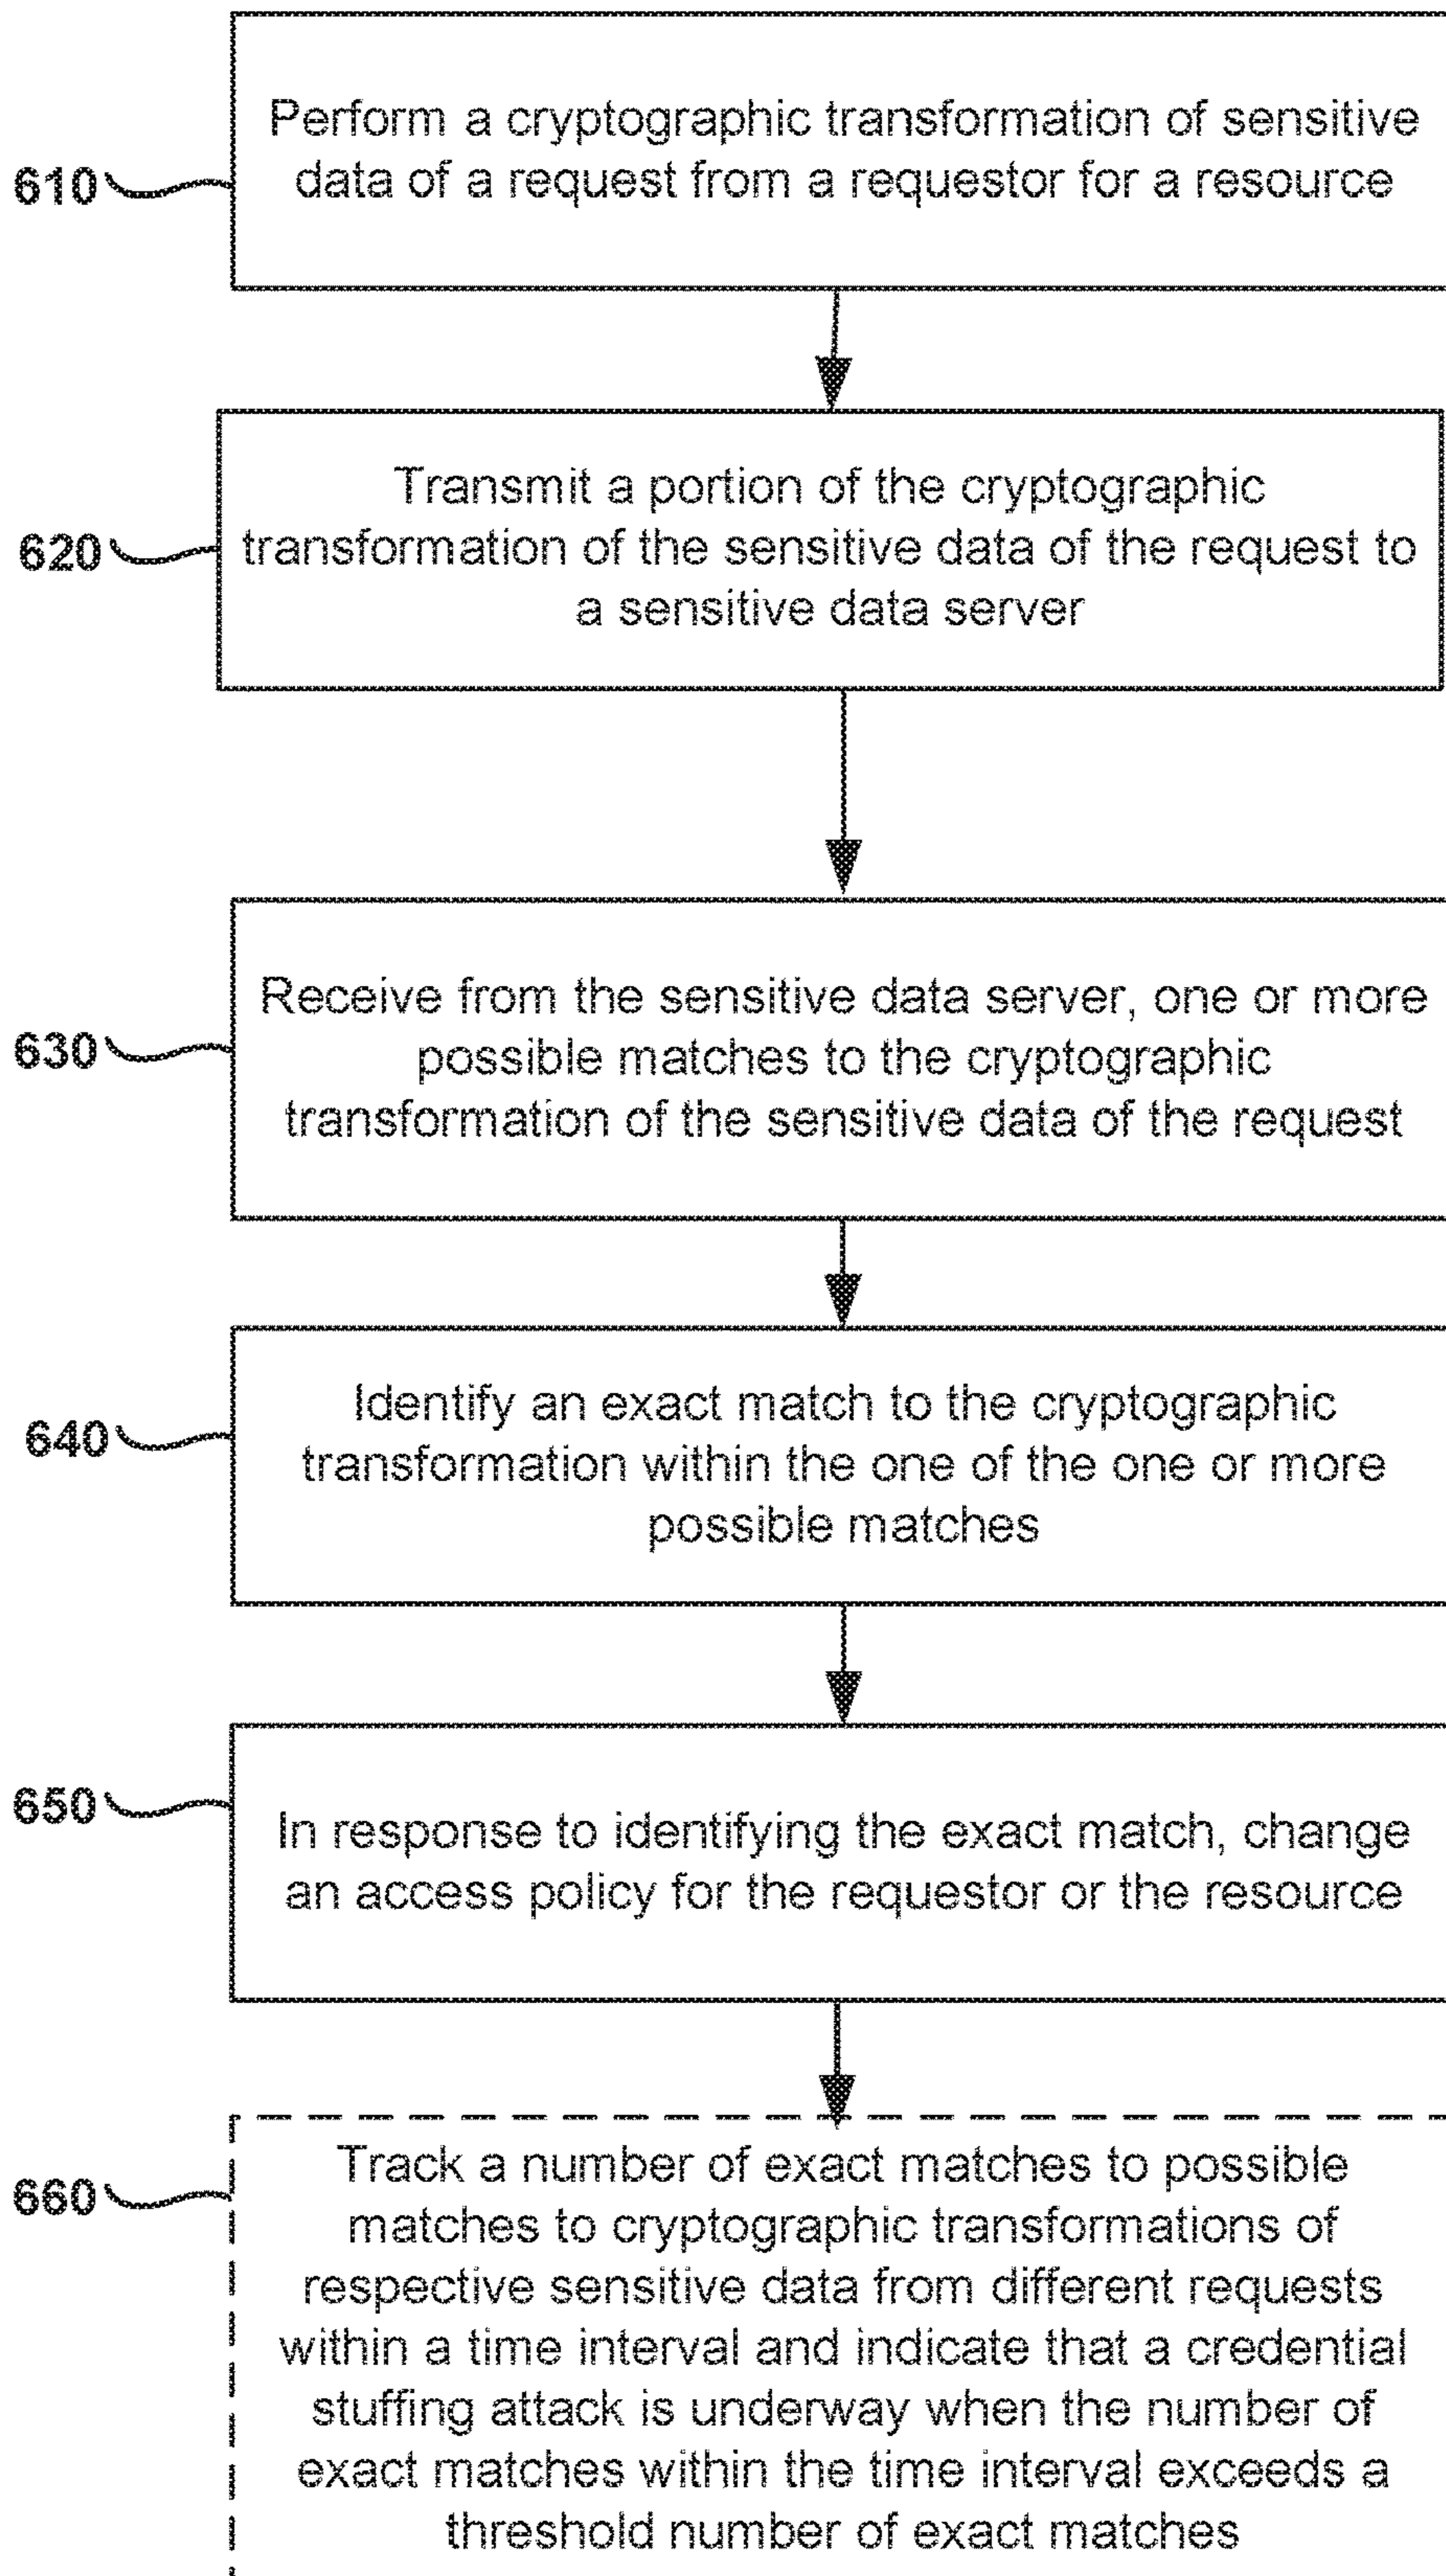 Perform a cryptographic transformation of sensitive
data of a request from a requestor for a resource
610
Transmit a portion of the cryptographic
transformation of the sensitive data of the request to
a sensitive data server
620
Receive from the sensitive data server, one or more
possible matches to the cryptographic
transformation of the sensitive data of the request
630
Identify an exact match to the cryptographic
transformation within the one of the one or more
possible matches
640
In response to identifying the exact match, change
an access policy for the requestor or the resource
650
Track a number of exact matches to possible
matches to cryptographic transformations of
respective sensitive data from different requests
within a time interval and indicate that a credential
stuffing attack is underway when the number of
exact matches within the time interval exceeds a
threshold number of exact matches
660